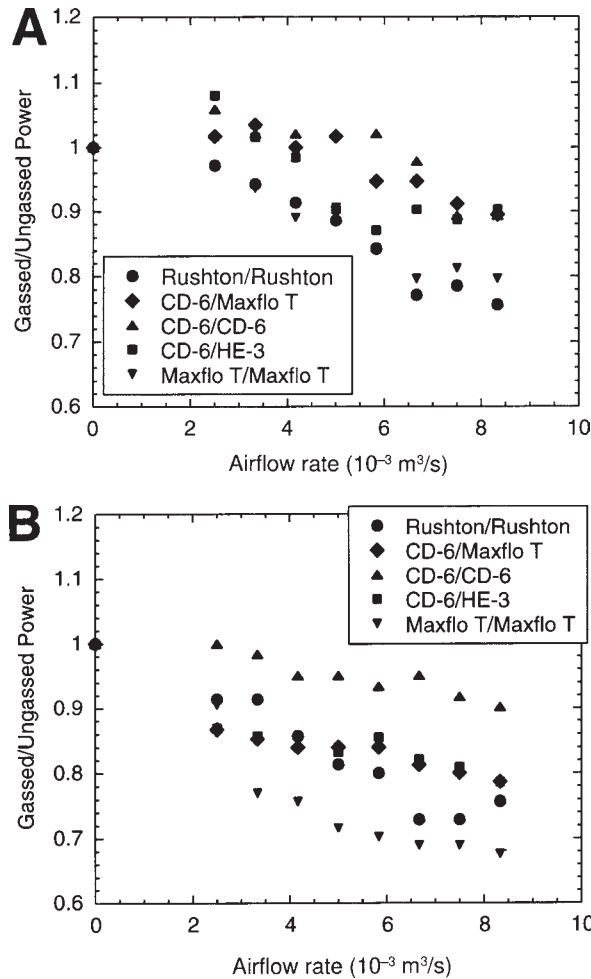 A
1.2
1.1
1
0.9
0.8
0.7
0.6
Gassed/Ungassed Power
Rushton/Rushton
CD-6/Maxflo T
CD-6/CD-6
CD-6/HE-3
Maxflo T/Maxflo T
0 2 4 6 8 10
Airflow rate (10⁻³ m³/s)
B
1.2
1.1
1
0.9
0.8
0.7
0.6
Gassed/Ungassed Power
Rushton/Rushton
CD-6/Maxflo T
CD-6/CD-6
CD-6/HE-3
Maxflo T/Maxflo T
0 2 4 6 8 10
Airflow rate (10⁻³ m³/s)